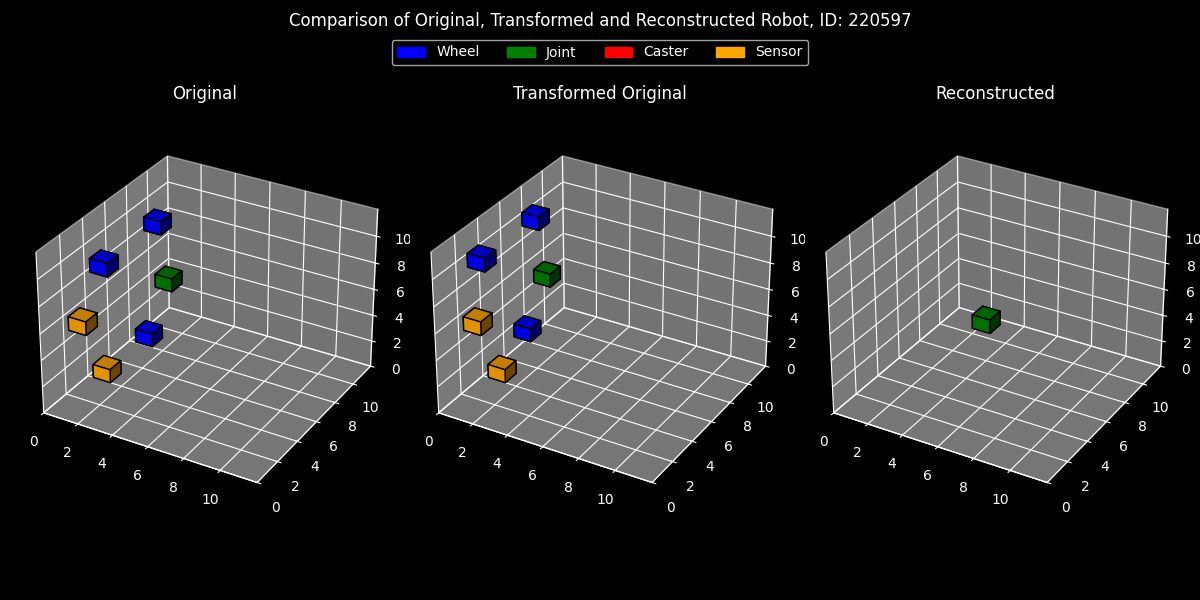 Comparison of Original, Transformed and Reconstructed Robot, ID: 220597
Wheel Joint Caster Sensor
Original Transformed Original Reconstructed
10 10 10
8 8 8
6 6 6
4 4 4
2 2 2
0 0 0
10 10 10
8 8 8
6 6 6
4 4 4
2 2 2
0 0 0
0 2 4 6 8 10 0 2 4 6 8 10 0 2 4 6 8 10